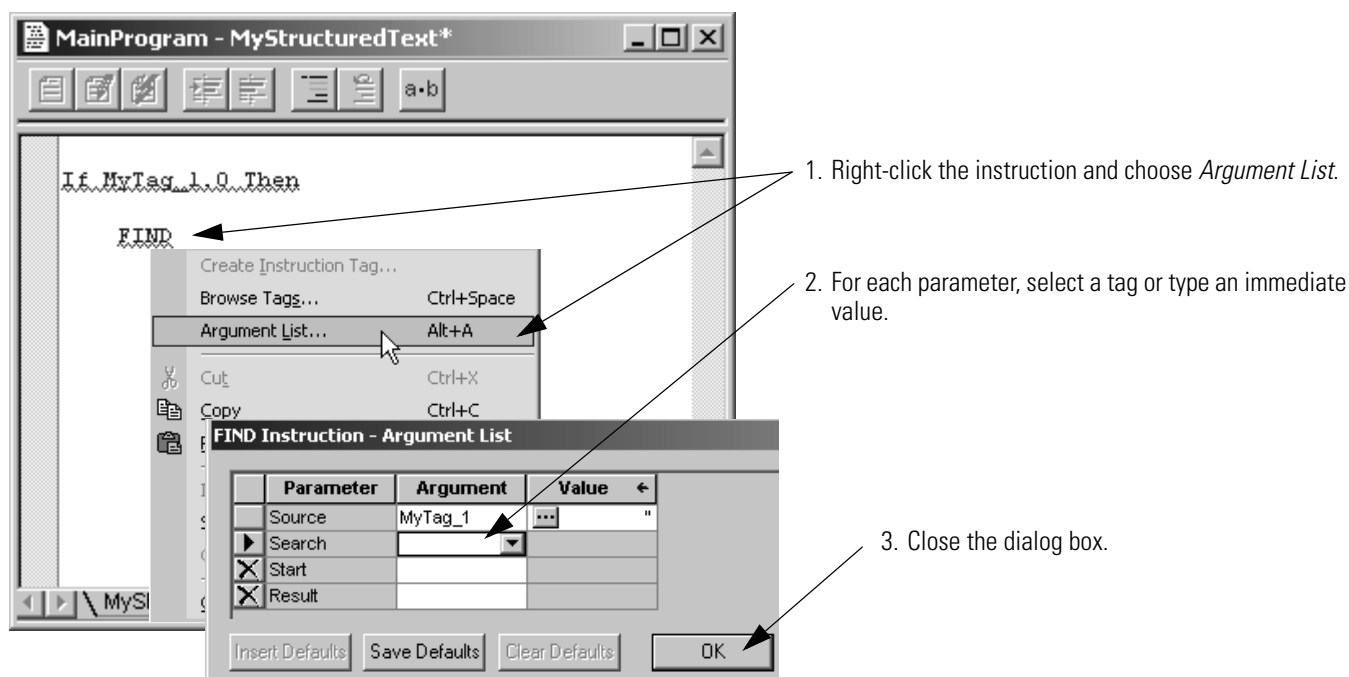 MainProgram - MyStructuredText*
a•b
If MyTag_1.0 Then
FIND
Create Instruction Tag...
Browse Tags... Ctrl+Space
Argument List... Alt+A
Cut Ctrl+X
Copy Ctrl+C
FIND Instruction - Argument List
Parameter Argument Value
Source MyTag_1 ... "
Search
Start
Result
Insert Defaults Save Defaults Clear Defaults OK
1. Right-click the instruction and choose Argument List.
2. For each parameter, select a tag or type an immediate
value.
3. Close the dialog box.